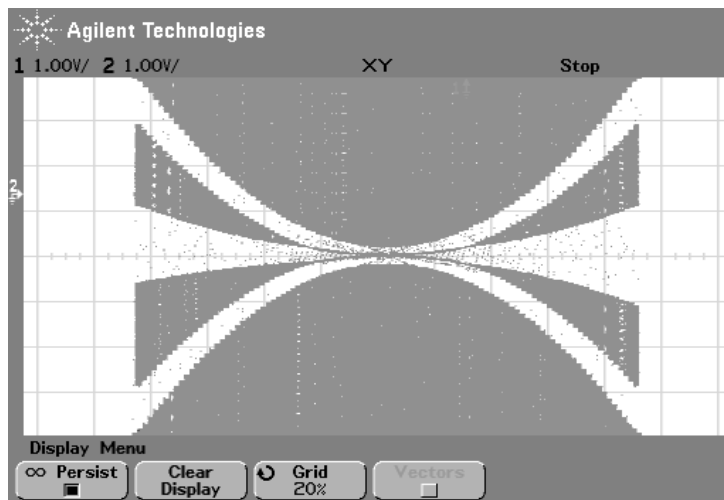 Agilent Technologies
1 1.00V/ 2 1.00V/ XY Stop
2
Display Menu
∞ Persist
Clear Display
Grid 20%
Vectors